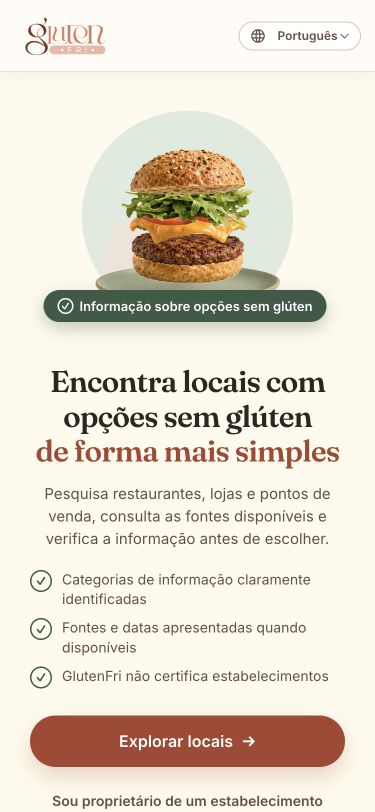 gluten
FRI
Português
Informação sobre opções sem glúten
Encontra locais com
opções sem glúten
de forma mais simples
Pesquisa restaurantes, lojas e pontos de
venda, consulta as fontes disponíveis e
verifica a informação antes de escolher.
Categorias de informação claramente
identificadas
Fontes e datas apresentadas quando
disponíveis
GlutenFri não certifica estabelecimentos
Explorar locais →
Sou proprietário de um estabelecimento